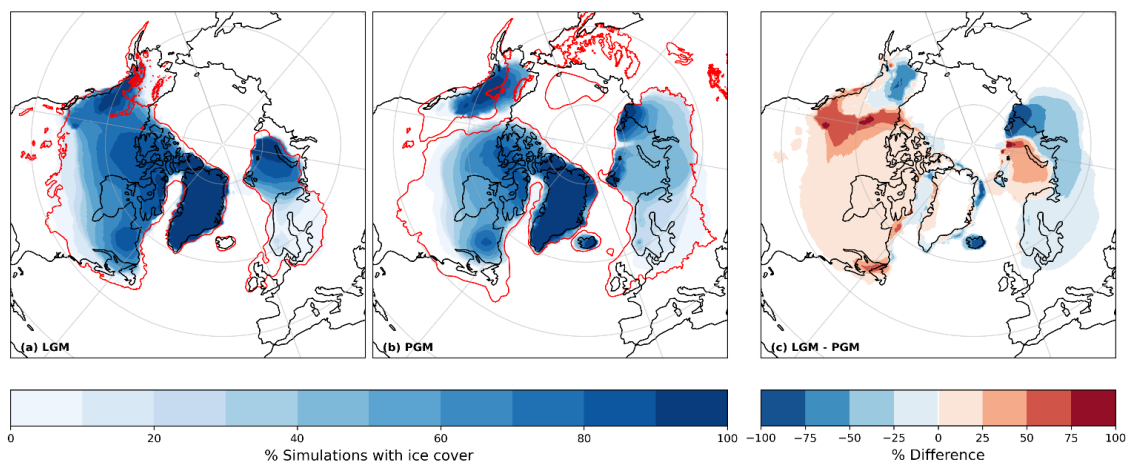 (a) LGM
(b) PGM
(c) LGM - PGM
0 20 40 60 80 100
% Simulations with ice cover
−100 −75 −50 −25 0 25 50 75 100
% Difference